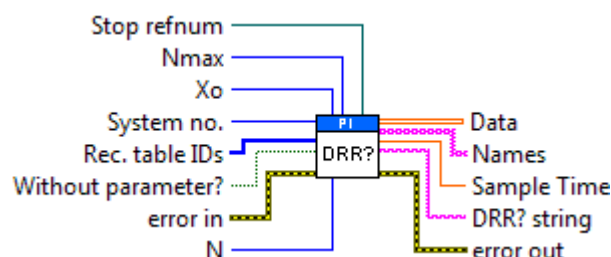 Stop refnum
Nmax
Xo
System no.
Rec. table IDs
Without parameter?
error in
N
PI
DRR?
Data
Names
Sample Time
DRR? string
error out